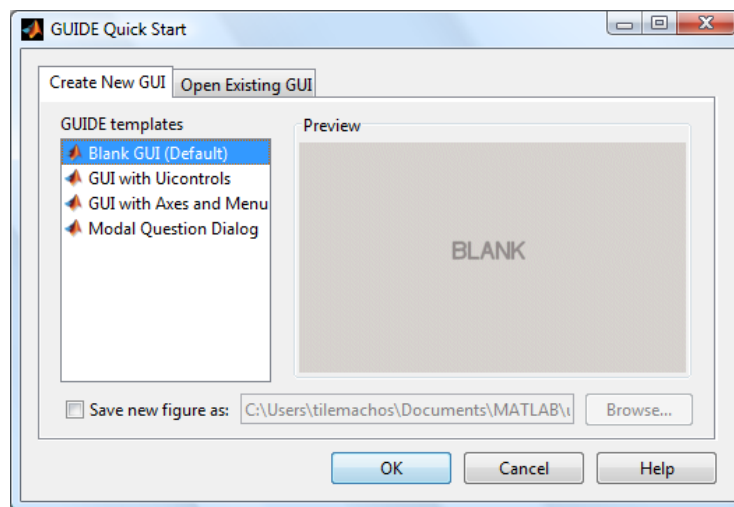 GUIDE Quick Start
Create New GUI
Open Existing GUI
GUIDE templates
Blank GUI (Default)
GUI with Uicontrols
GUI with Axes and Menu
Modal Question Dialog
Preview
BLANK
Save new figure as:
C:\Users\tilemachos\Documents\MATLAB\
Browse...
OK
Cancel
Help